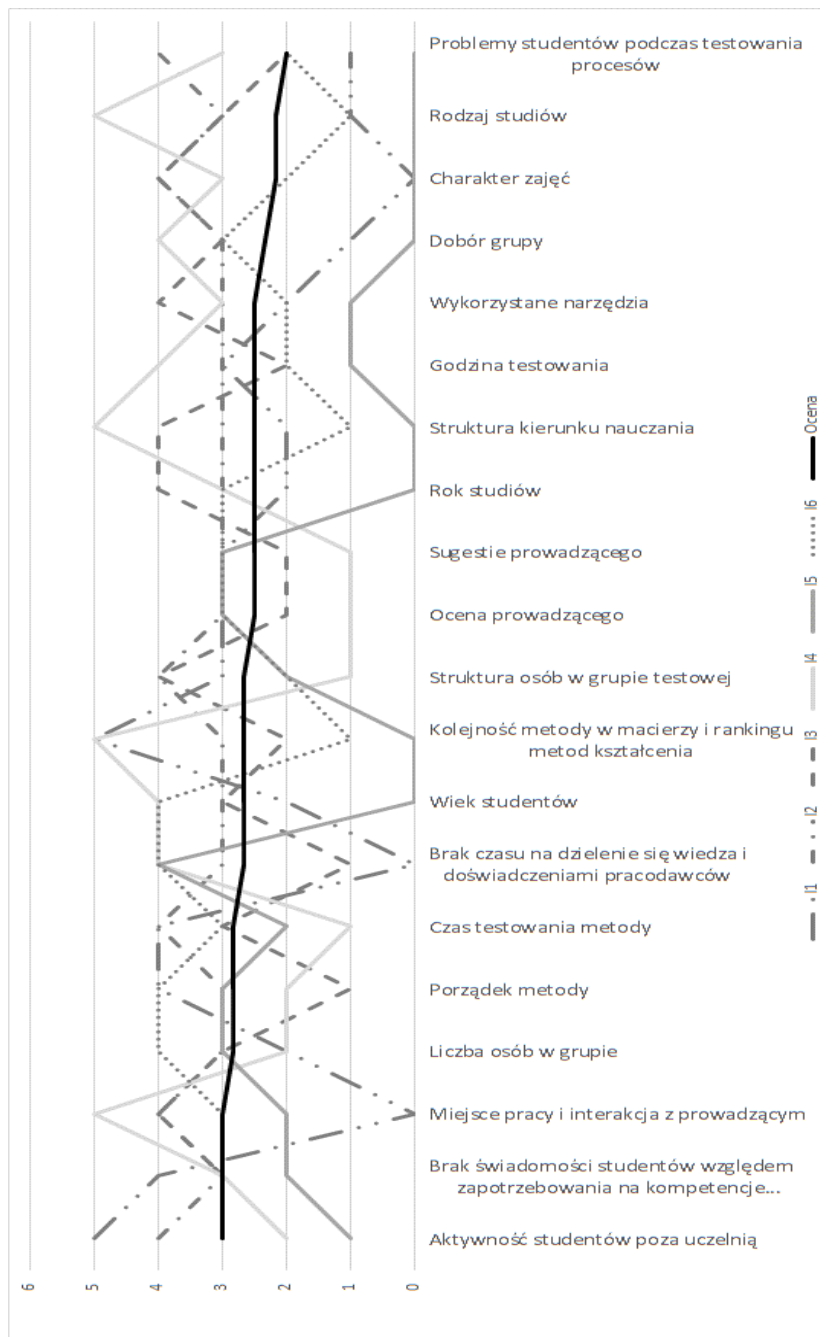 Problemy studentów podczas testowania
procesów
Rodzaj studiów
Charakter zajęć
Dobór grupy
Wykorzystane narzędzia
Godzina testowania
Struktura kierunku nauczania
Rok studiów
Sugestie prowadzącego
Ocena prowadzącego
Struktura osób w grupie testowej
Kolejność metody w macierzy i rankingu
metod kształcenia
Wiek studentów
Brak czasu na dzielenie się wiedza i
doświadczeniami pracodawców
Czas testowania metody
Porządek metody
Liczba osób w grupie
Miejsce pracy i interakcja z prowadzącym
Brak świadomości studentów względem
zapotrzebowania na kompetencje...
Aktywność studentów poza uczelnią
6
5
4
3
2
1
0
I1
I2
I3
I4
I5
I6
Ocena